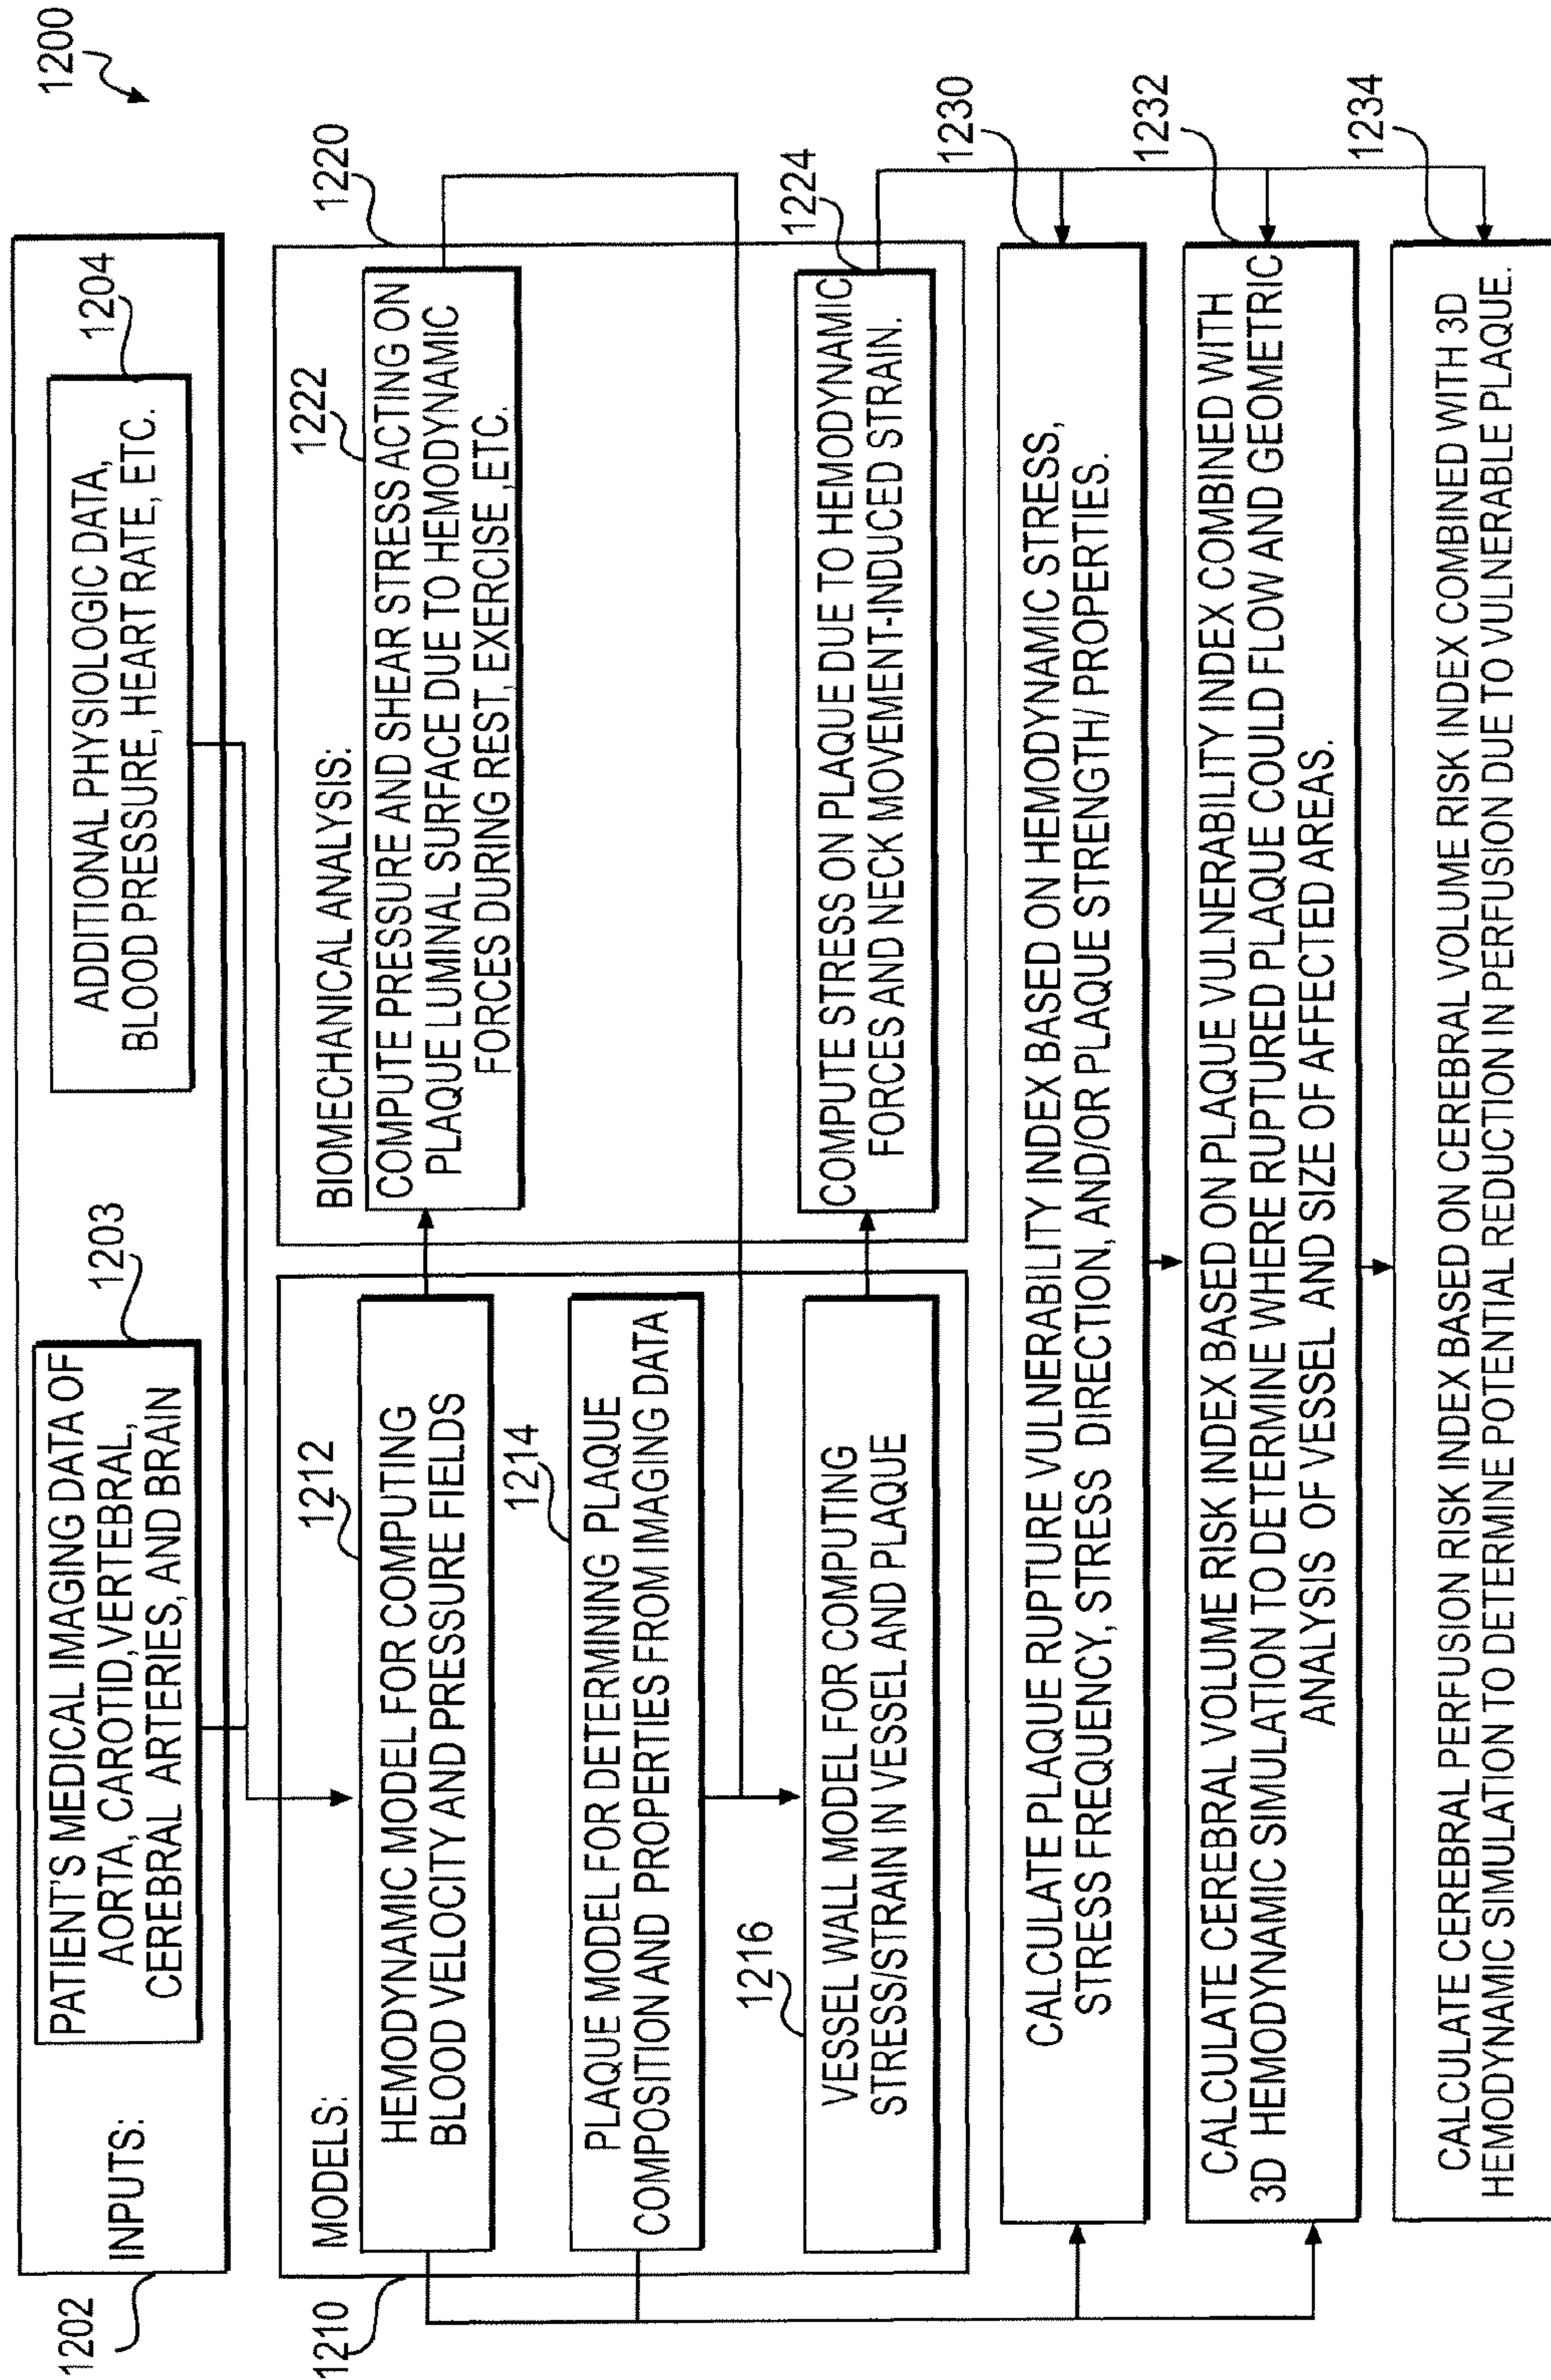 1200
1202
INPUTS:
PATIENT'S MEDICAL IMAGING DATA OF
AORTA, CAROTID,VERTEBRAL,
CEREBRAL ARTERIES, AND BRAIN
1203
ADDITIONAL PHYSIOLOGIC DATA,
BLOOD PRESSURE, HEART RATE, ETC.
1204
1210
MODELS:
1212
HEMODYNAMIC MODEL FOR COMPUTING
BLOOD VELOCITY AND PRESSURE FIELDS
1214
PLAQUE MODEL FOR DETERMINING PLAQUE
COMPOSITION AND PROPERTIES FROM IMAGING DATA
1216
VESSEL WALL MODEL FOR COMPUTING
STRESS/STRAIN IN VESSEL AND PLAQUE
1220
BIOMECHANICAL ANALYSIS:
1222
COMPUTE PRESSURE AND SHEAR STRESS ACTING ON
PLAQUE LUMINAL SURFACE DUE TO HEMODYNAMIC
FORCES DURING REST, EXERCISE ,ETC.
1224
COMPUTE STRESS ON PLAQUE DUE TO HEMODYNAMIC
FORCES AND NECK MOVEMENT-INDUCED STRAIN.
1230
CALCULATE PLAQUE RUPTURE VULNERABILITY INDEX BASED ON HEMODYNAMIC STRESS,
STRESS FREQUENCY, STRESS DIRECTION, AND/OR PLAQUE STRENGTH/ PROPERTIES.
1232
CALCULATE CEREBRAL VOLUME RISK INDEX BASED ON PLAQUE VULNERABILITY INDEX COMBINED WITH
3D HEMODYNAMIC SIMULATION TO DETERMINE WHERE RUPTURED PLAQUE COULD FLOW AND GEOMETRIC
ANALYSIS OF VESSEL AND SIZE OF AFFECTED AREAS.
1234
CALCULATE CEREBRAL PERFUSION RISK INDEX BASED ON CEREBRAL VOLUME RISK INDEX COMBINED WITH 3D
HEMODYNAMIC SIMULATION TO DETERMINE POTENTIAL REDUCTION IN PERFUSION DUE TO VULNERABLE PLAQUE.